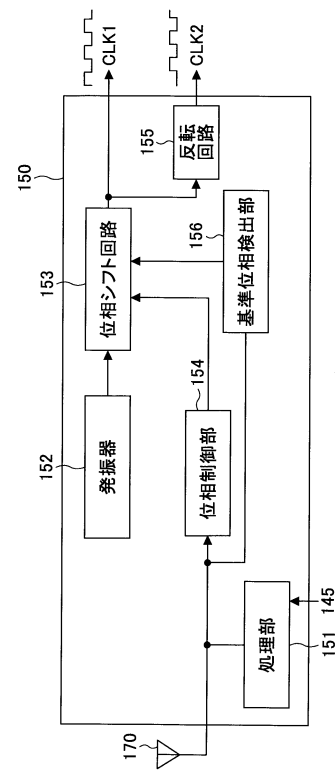 150
152
発振器
153
位相シフト回路
CLK1
155
反転
回路
CLK2
154
位相制御部
156
基準位相検出部
170
処理部
151
145